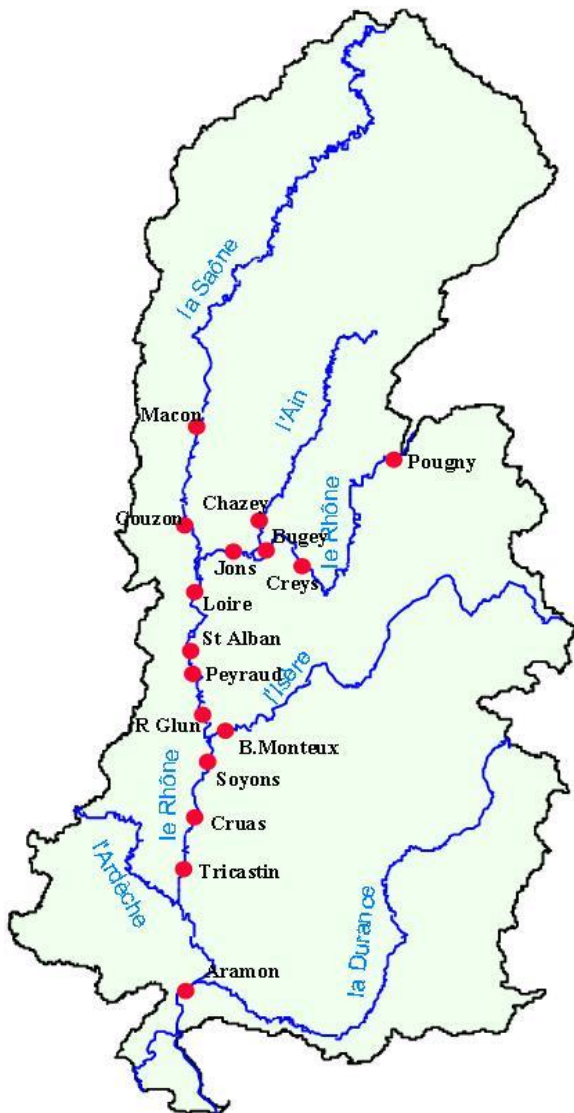 la Saône
l'Ain
Macon
Pougny
le Rhône
Chazey
Gouzon
Bugey
Jons
Creys
Loire
St Alban
Peyraud
l'Isère
R Glun
B.Monteux
Soyons
le Rhône
Cruas
Tricastin
l'Ardèche
la Durance
Aramon